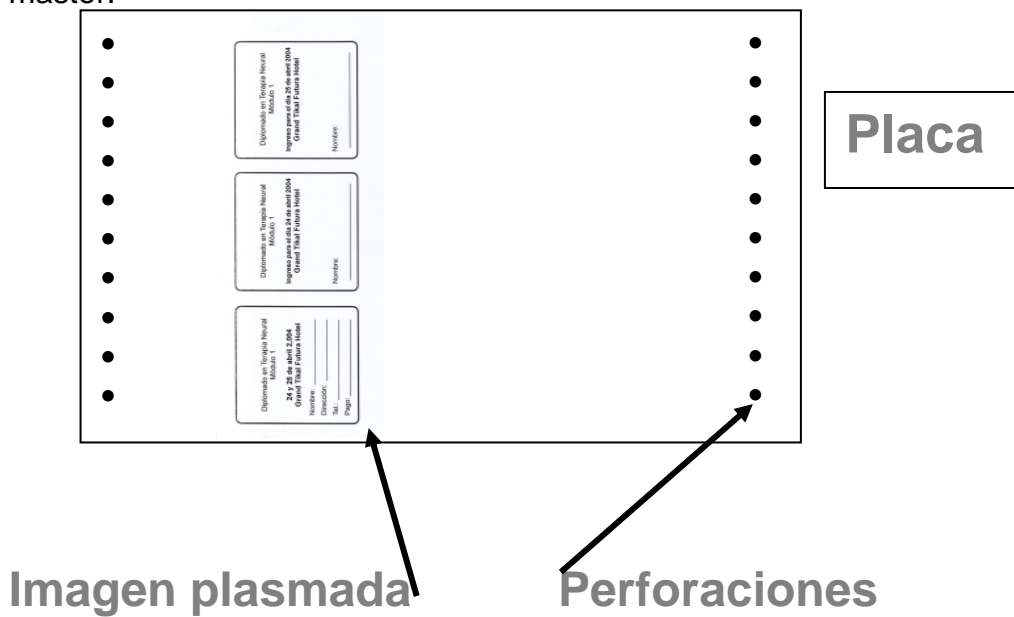 master.
Diplomado en Terapia Neural
Módulo 1
Ingreso para el día 25 de abril 2004
Grand Tikal Futura Hotel
Nombre:
Diplomado en Terapia Neural
Módulo 1
Ingreso para el día 24 de abril 2004
Grand Tikal Futura Hotel
Nombre:
Diplomado en Terapia Neural
Módulo 1
24 y 25 de abril 2,004
Grand Tikal Futura Hotel
Nombre:
Dirección:
Tel.:
Pago:
Placa
Imagen plasmada
Perforaciones